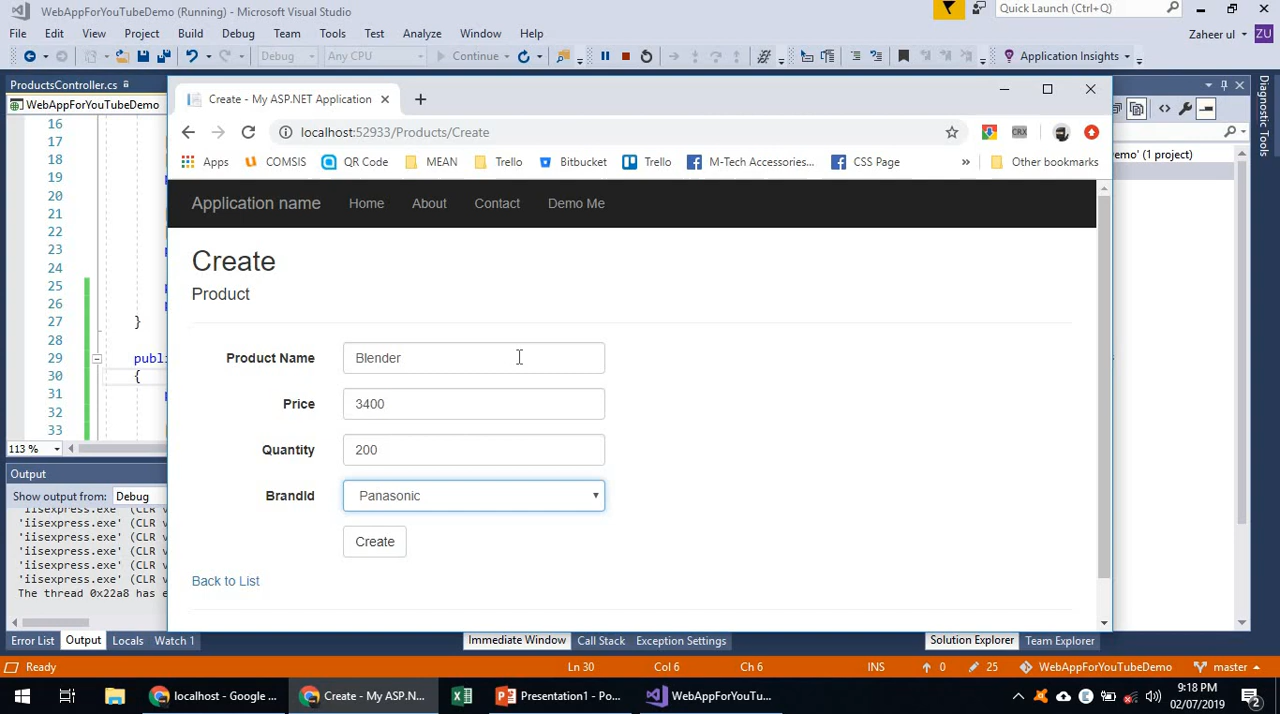 WebAppForYouTubeDemo (Running) - Microsoft Visual Studio
Quick Launch (Ctrl+Q)
File Edit View Project Build Debug Team Tools Test Analyze Window Help
Zaheer ul ZU
Debug Any CPU Continue Application Insights
ProductsController.cs
WebAppForYouTubeDemo
Create - My ASP.NET Application
localhost:52933/Products/Create
Apps COMSIS QR Code MEAN Trello Bitbucket Trello M-Tech Accessories... CSS Page » Other bookmarks
CRX
Diagnostic Tools
emo' (1 project)
Application name Home About Contact Demo Me
Create
Product
Product Name Blender
Price 3400
Quantity 200
BrandId Panasonic
Create
Back to List
16
17
18
19
20
21
22
23
24
25
26
27 }
28
29 publi
30 {
31
32
33
113 %
Output
Show output from: Debug
'iisexpress.exe' (CLR v
'iisexpress.exe' (CLR v
'iisexpress.exe' (CLR v
'iisexpress.exe' (CLR v
'iisexpress.exe' (CLR v
'iisexpress.exe' (CLR v
The thread 0x22a8 has e
Error List Output Locals Watch 1 Immediate Window Call Stack Exception Settings Solution Explorer Team Explorer
Ready Ln 30 Col 6 Ch 6 INS 0 25 WebAppForYouTubeDemo master
localhost - Google ... Create - My ASP.N... Presentation1 - Po... WebAppForYouTu...
9:18 PM
02/07/2019
2